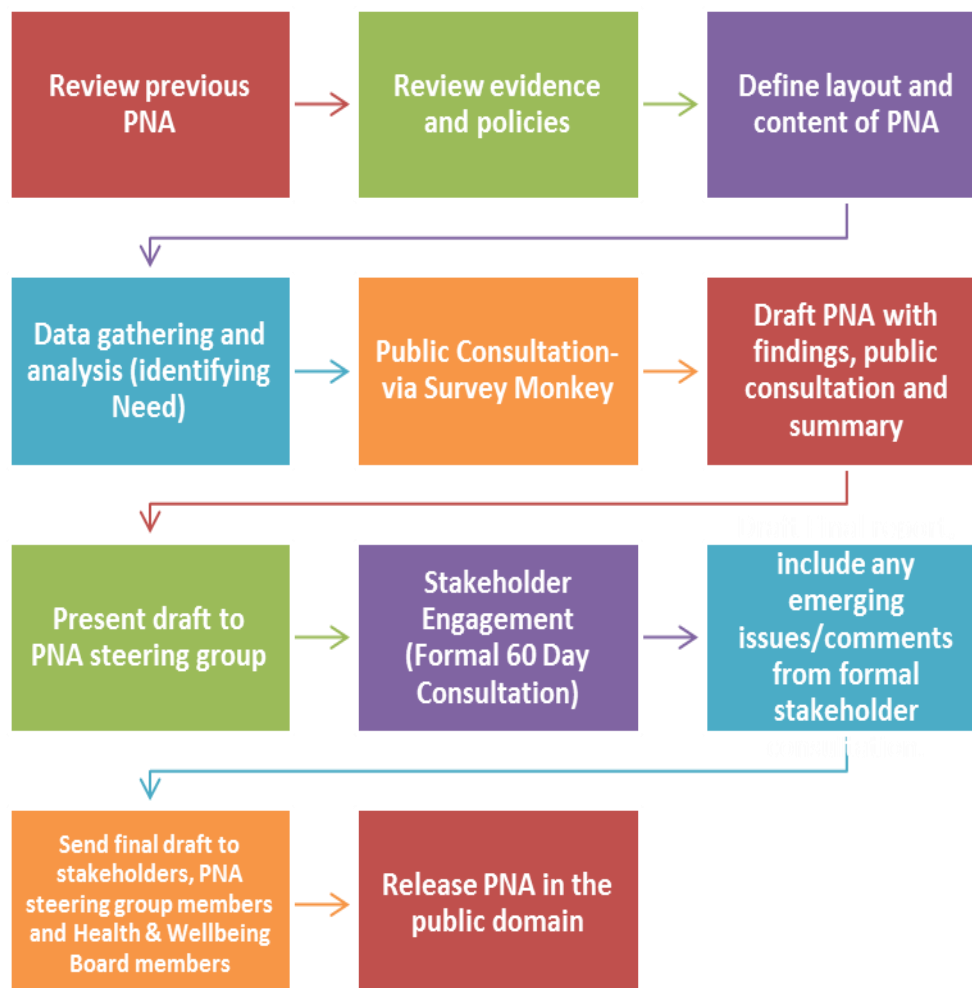 Review previous
PNA
Review evidence
and policies
Define layout and
content of PNA
Data gathering and
analysis (identifying
Need)
Public Consultation-
via Survey Monkey
Draft PNA with
findings, public
consultation and
summary
Present draft to
PNA steering group
Stakeholder
Engagement
(Formal 60 Day
Consultation)
include any
emerging
issues/comments
from formal
stakeholder
Send final draft to
stakeholders, PNA
steering group members
and Health & Wellbeing
Board members
Release PNA in the
public domain